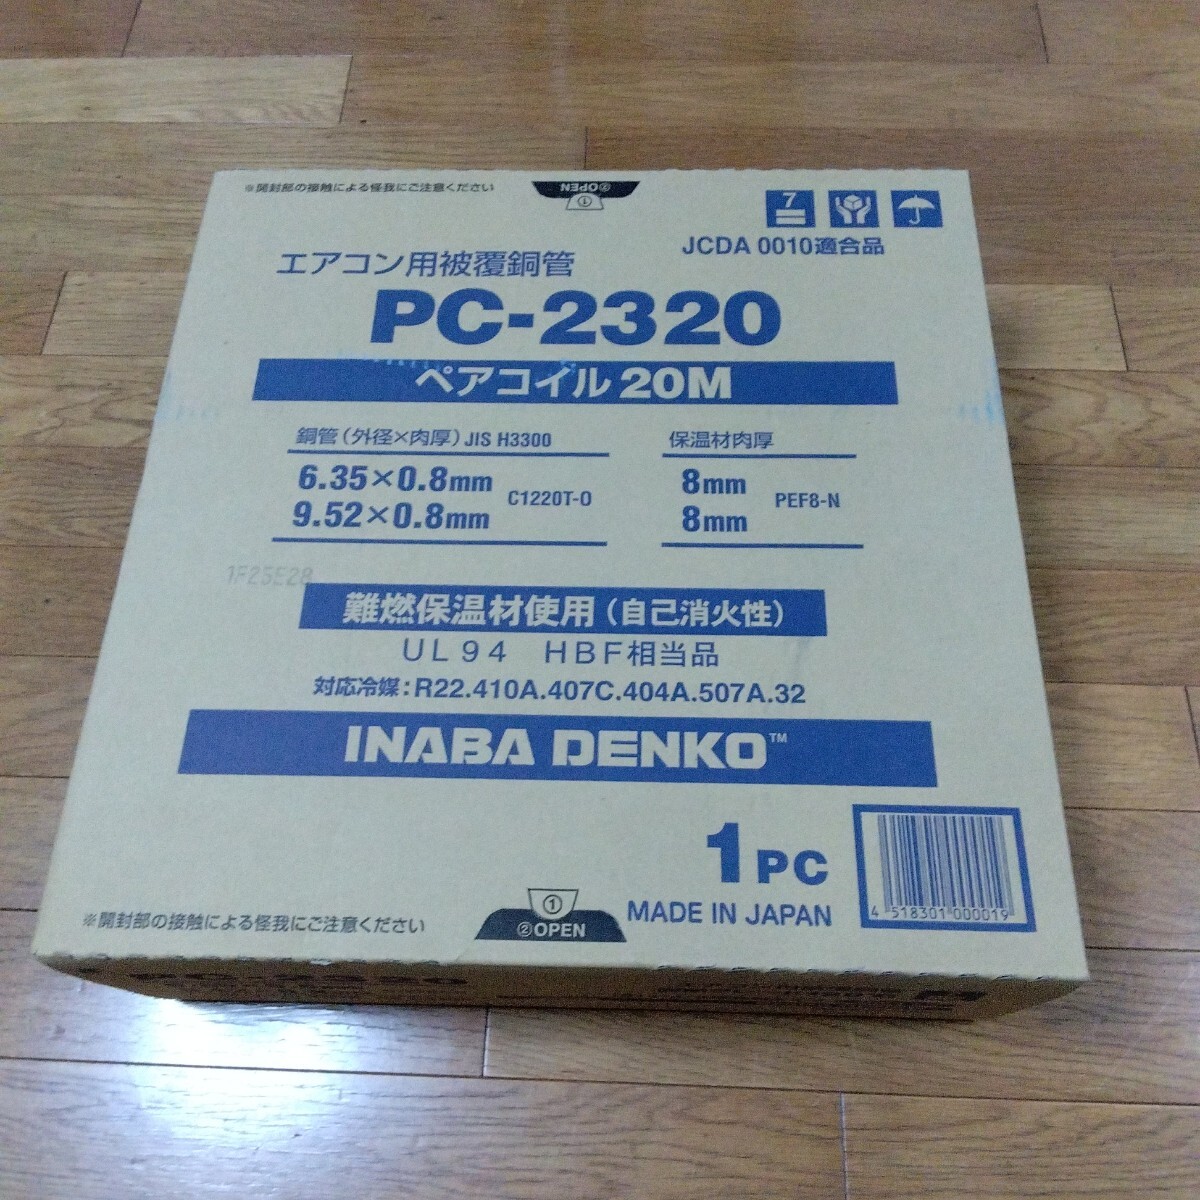 ※開封部の接触による怪我にご注意ください
②OPEN
①
7
JCDA 0010適合品
エアコン用被覆銅管
PC-2320
ペアコイル 20M
銅管(外径×肉厚) JIS H3300
保温材肉厚
6.35×0.8mm
9.52×0.8mm
C1220T-O
8mm
8mm
PEF8-N
1F25E28
難燃保温材使用(自己消火性)
UL94 HBF相当品
対応冷媒:R22.410A.407C.404A.507A.32
INABA DENKO™
1 PC
MADE IN JAPAN
4 518301 000019
※開封部の接触による怪我にご注意ください
①
②OPEN
PC-2320